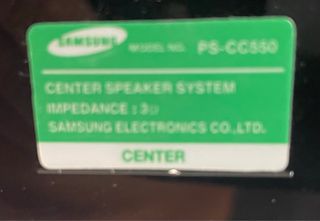 SAMSUNG MODEL NO. PS-CC550
CENTER SPEAKER SYSTEM
IMPEDANCE : 3Ω
SAMSUNG ELECTRONICS CO.,LTD.
CENTER